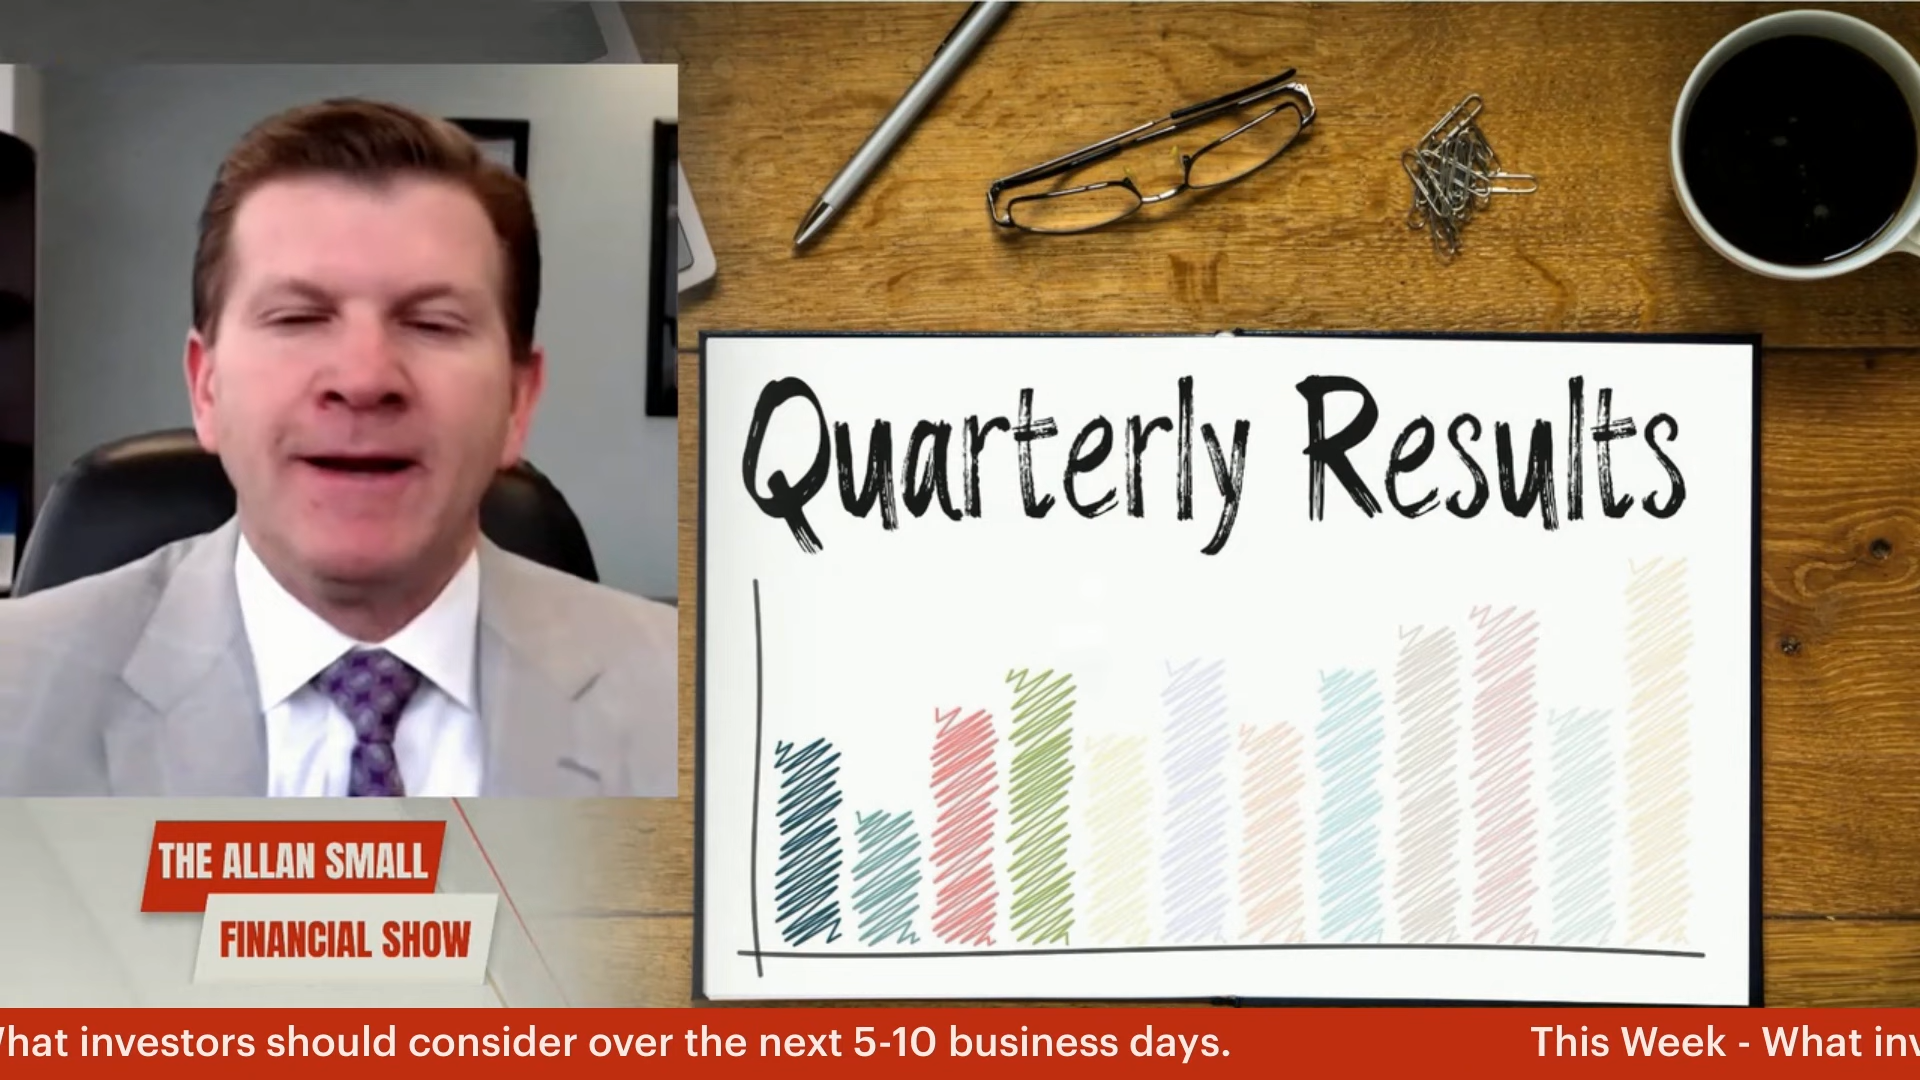 Quarterly Results
THE ALLAN SMALL
FINANCIAL SHOW
hat investors should consider over the next 5-10 business days.
This Week - What inv